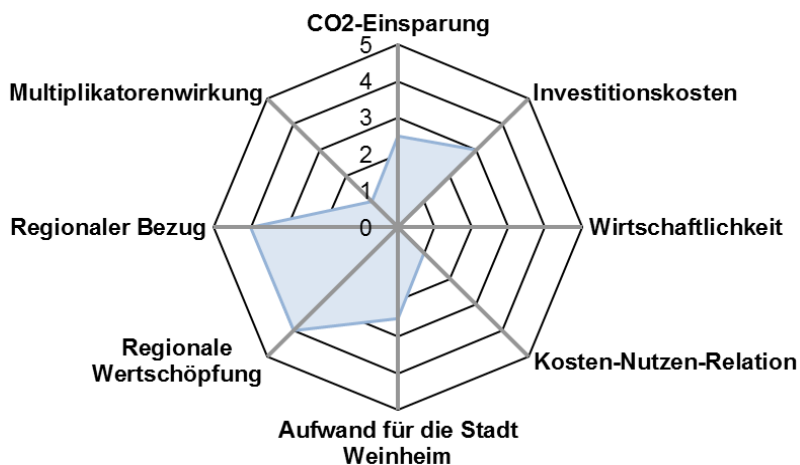 CO2-Einsparung
5
4
3
2
1
0
Multiplikatorenwirkung
Investitionskosten
Regionaler Bezug
Wirtschaftlichkeit
Regionale
Wertschöpfung
Kosten-Nutzen-Relation
Aufwand für die Stadt
Weinheim